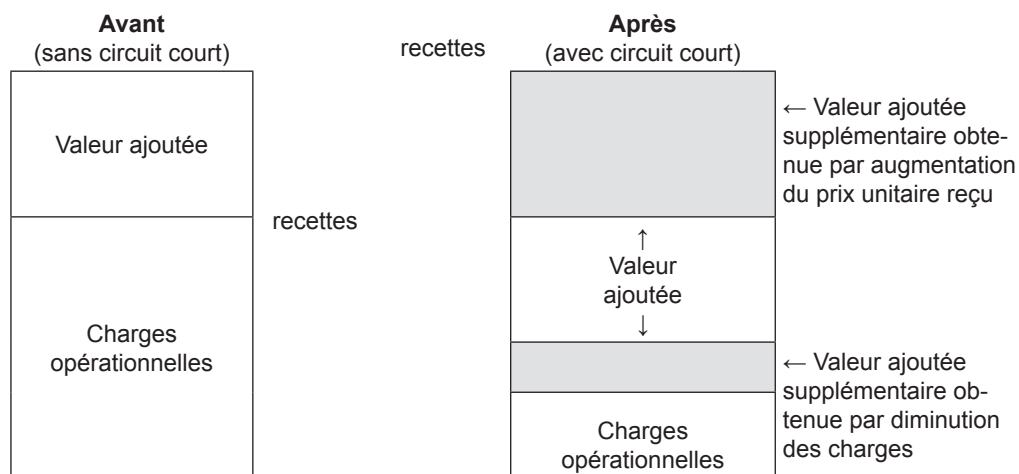 Avant
(sans circuit court)
Valeur ajoutée
Charges
opérationnelles
recettes
recettes
Après
(avec circuit court)
← Valeur ajoutée
supplémentaire obte-
nue par augmentation
du prix unitaire reçu
↑
Valeur
ajoutée
↓
← Valeur ajoutée
supplémentaire ob-
tenue par diminution
des charges
Charges
opérationnelles